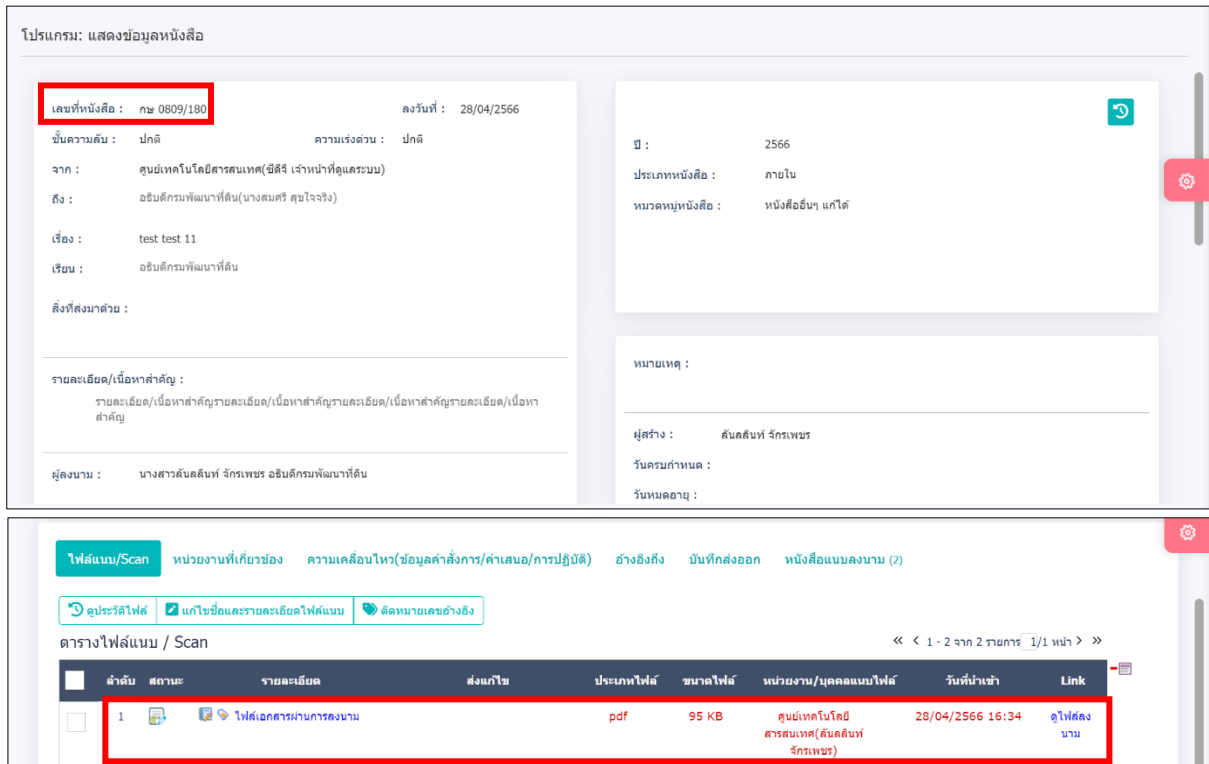 โปรแกรม: แสดงข้อมูลหนังสือ
เลขที่หนังสือ : กษ 0809/180 ลงวันที่ : 28/04/2566
ชั้นความลับ : ปกติ ความเร่งด่วน : ปกติ
จาก : ศูนย์เทคโนโลยีสารสนเทศ(ซีดีจี เจ้าหน้าที่ดูแลระบบ)
ถึง : อธิบดีกรมพัฒนาที่ดิน(นางสมศรี สุขใจจริง)
เรื่อง : test test 11
เรียน : อธิบดีกรมพัฒนาที่ดิน
สิ่งที่ส่งมาด้วย :
รายละเอียด/เนื้อหาสำคัญ :
รายละเอียด/เนื้อหาสำคัญรายละเอียด/เนื้อหาสำคัญรายละเอียด/เนื้อหาสำคัญรายละเอียด/เนื้อหา
สำคัญ
ผู้ลงนาม : นางสาวลันลลินท์ จักรเพชร อธิบดีกรมพัฒนาที่ดิน
ปี : 2566
ประเภทหนังสือ : ภายใน
หมวดหมู่หนังสือ : หนังสืออื่นๆ แก้ได้
หมายเหตุ :
ผู้สร้าง : ลันลลินท์ จักรเพชร
วันครบกำหนด :
วันหมดอายุ :
ไฟล์แนบ/Scan หน่วยงานที่เกี่ยวข้อง ความเคลื่อนไหว(ข้อมูลคำสั่งการ/คำเสนอ/การปฏิบัติ) อ้างอิงถึง บันทึกส่งออก หนังสือแนบลงนาม (2)
ดูประวัติไฟล์ แก้ไขชื่อและรายละเอียดไฟล์แนบ ติดหมายเลขอ้างอิง
ตารางไฟล์แนบ / Scan « < 1 - 2 จาก 2 รายการ 1/1 หน้า > »
ลำดับ สถานะ รายละเอียด ส่งแก้ไข ประเภทไฟล์ ขนาดไฟล์ หน่วยงาน/บุคคลแนบไฟล์ วันที่นำเข้า Link
1 ไฟล์เอกสารผ่านการลงนาม pdf 95 KB ศูนย์เทคโนโลยี 28/04/2566 16:34 ดูไฟล์ลง
สารสนเทศ(ลันลลินท์ นาม
จักรเพชร)